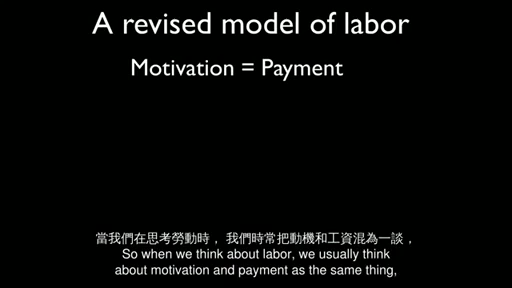 A revised model of labor
Motivation = Payment
當我們在思考勞動時， 我們時常把動機和工資混為一談，
So when we think about labor, we usually think
about motivation and payment as the same thing,